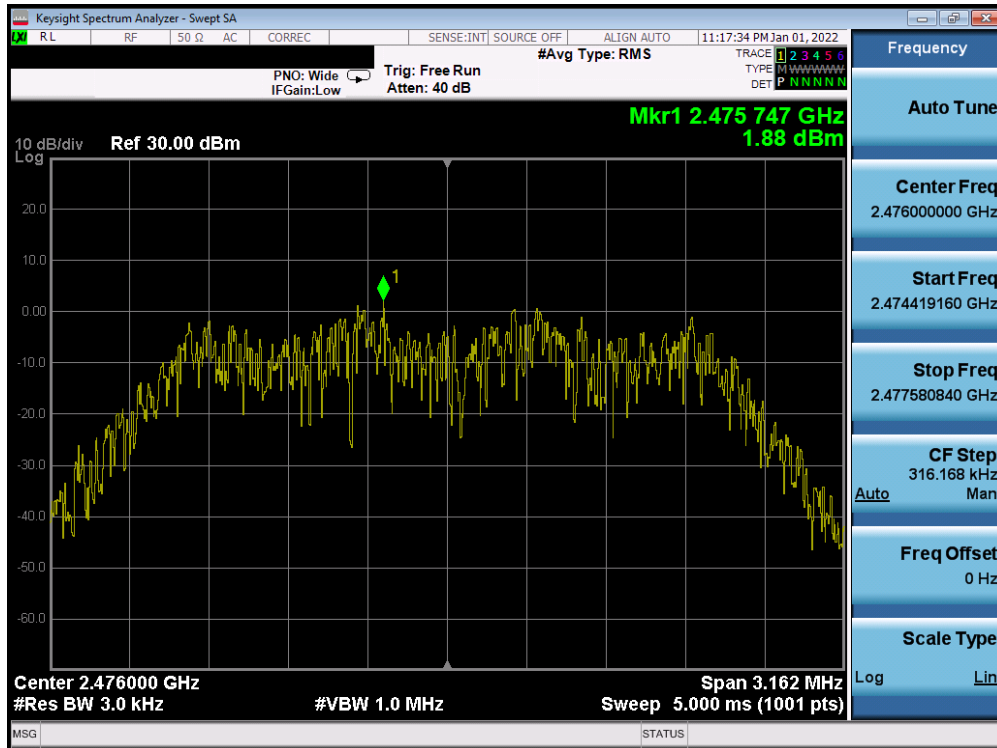 Keysight Spectrum Analyzer - Swept SA
LXI RL RF 50 Ω AC CORREC SENSE:INT SOURCE OFF ALIGN AUTO 11:17:34 PM Jan 01, 2022
#Avg Type: RMS
TRACE 1 2 3 4 5 6
TYPE M WWWWW
DET P N N N N N
PNO: Wide
IFGain:Low
Trig: Free Run
Atten: 40 dB
Mkr1 2.475 747 GHz
1.88 dBm
10 dB/div
Log
Ref 30.00 dBm
1
20.0
10.0
0.00
-10.0
-20.0
-30.0
-40.0
-50.0
-60.0
Center 2.476000 GHz
Span 3.162 MHz
#Res BW 3.0 kHz
#VBW 1.0 MHz
Sweep 5.000 ms (1001 pts)
MSG
STATUS
Frequency
Auto Tune
Center Freq
2.476000000 GHz
Start Freq
2.474419160 GHz
Stop Freq
2.477580840 GHz
CF Step
316.168 kHz
Auto Man
Freq Offset
0 Hz
Scale Type
Log Lin